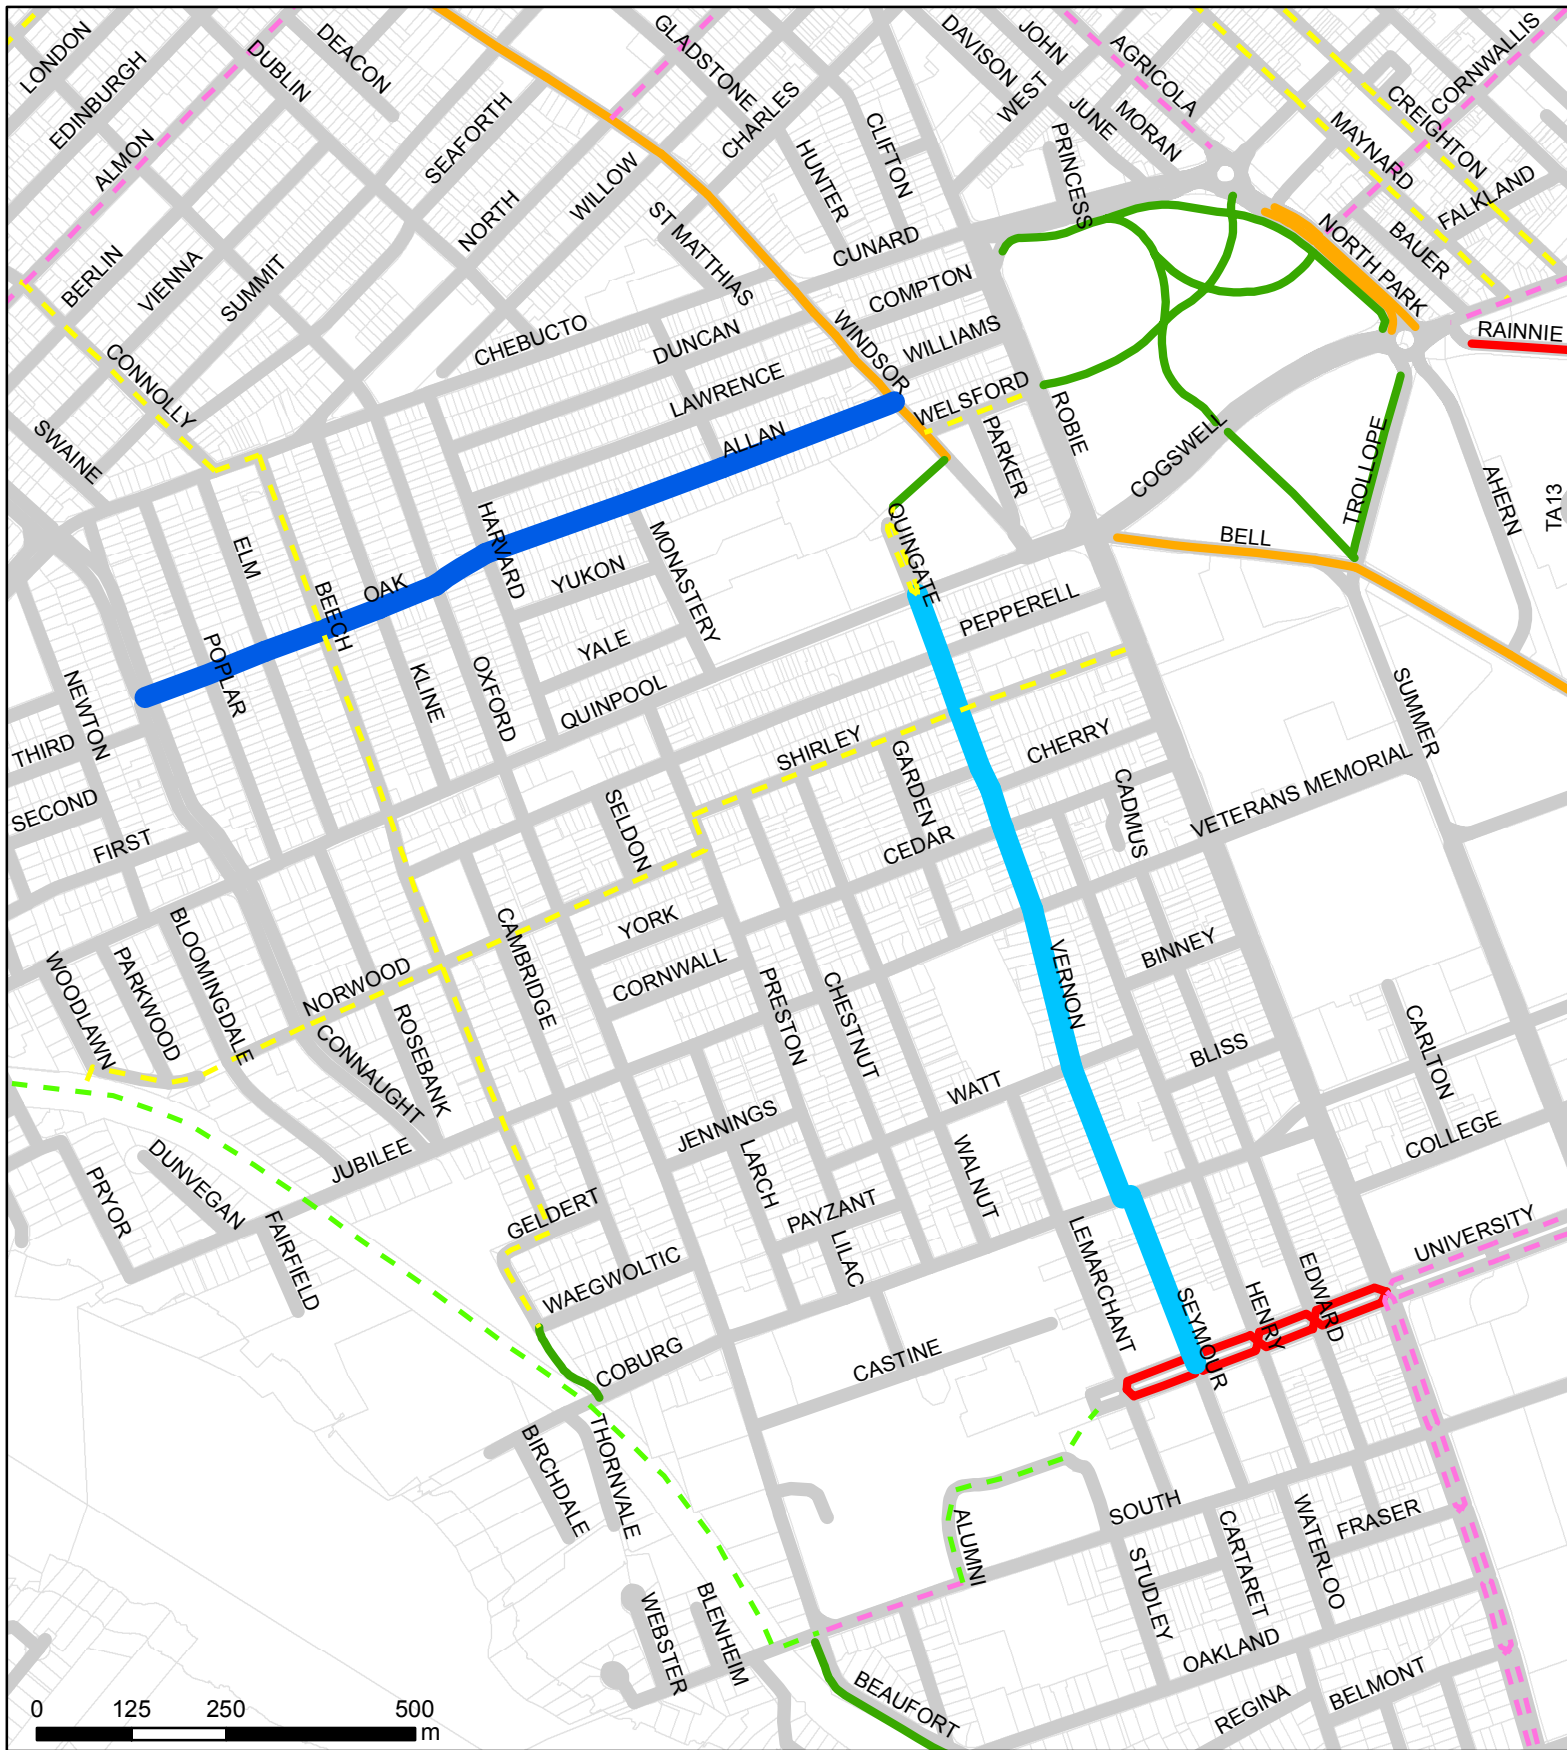 LONDON
EDINBURGH
DUBLIN
DEACON
ALMON
SEAFORTH
GLADSTONE
CHARLES
DAVISON
JOHN
WEST
AGRICOLA
JUNE
MORAN
CORNWALLIS
CREIGHTON
MAYNARD
FALKLAND
BAUER
NORTH PARK
RAINNIE
HUNTER
CLIFTON
PRINCESS
WILLOW
NORTH
ST MATTHIAS
CUNARD
COMPTON
BERLIN
VIENNA
SUMMIT
CHEBUCTO
DUNCAN
WINDSOR
WILLIAMS
LAWRENCE
WELSFORD
CONNOLLY
SWAINE
ALLAN
PARKER
ROBIE
COGSWELL
TROLLOPE
AHERN
TA13
BELL
QUINGATE
HARVARD
MONASTERY
YUKON
ELM
OAK
BEECH
PEPPERELL
YALE
POPLAR
KLINE
OXFORD
QUINPOOL
NEWTON
SUMMER
THIRD
SECOND
FIRST
SHIRLEY
GARDEN
CHERRY
CADMUS
VETERANS MEMORIAL
SELDON
CEDAR
YORK
CORNWALL
CAMBRIDGE
BLOOMINGDALE
PARKWOOD
WOODLAWN
NORWOOD
CONNAUGHT
ROSEBANK
PRESTON
CHESTNUT
VERNON
BINNEY
BLISS
CARLTON
WATT
JENNINGS
LARCH
WALNUT
COLLEGE
JUBILEE
DUNVEGAN
PRYOR
FAIRFIELD
GELDERT
PAYZANT
LILAC
WAEGWOLTIC
LEMARCHANT
UNIVERSITY
EDWARD
HENRY
SEYMOUR
COBURG
CASTINE
BIRCHDALE
THORNVALE
ALUMNI
SOUTH
STUDLEY
CARTARET
WATERLOO
FRASER
WEBSTER
BLENHEIM
BEAUFORT
OAKLAND
REGINA
BELMONT
0 125 250 500
m